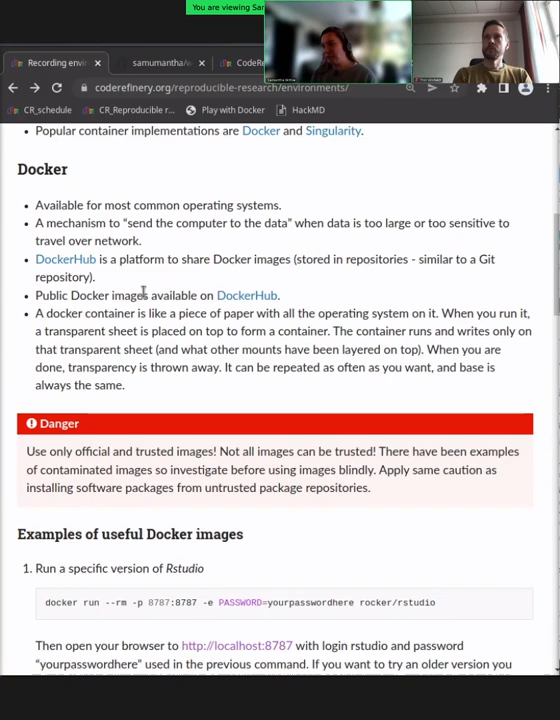 You are viewing Sam
Recording envi
samumantha/w
CodeRe
coderefinery.org/reproducible-research/environments/
CR_schedule
CR_Reproducible r...
Play with Docker
HackMD
• Popular container implementations are Docker and Singularity.
Docker
• Available for most common operating systems.
• A mechanism to “send the computer to the data” when data is too large or too sensitive to
travel over network.
• DockerHub is a platform to share Docker images (stored in repositories - similar to a Git
repository).
• Public Docker images available on DockerHub.
• A docker container is like a piece of paper with all the operating system on it. When you run it,
a transparent sheet is placed on top to form a container. The container runs and writes only on
that transparent sheet (and what other mounts have been layered on top). When you are
done, transparency is thrown away. It can be repeated as often as you want, and base is
always the same.
Danger
Use only official and trusted images! Not all images can be trusted! There have been examples
of contaminated images so investigate before using images blindly. Apply same caution as
installing software packages from untrusted package repositories.
Examples of useful Docker images
1. Run a specific version of Rstudio
docker run --rm -p 8787:8787 -e PASSWORD=yourpasswordhere rocker/rstudio
Then open your browser to http://localhost:8787 with login rstudio and password
“yourpasswordhere” used in the previous command. If you want to try an older version you